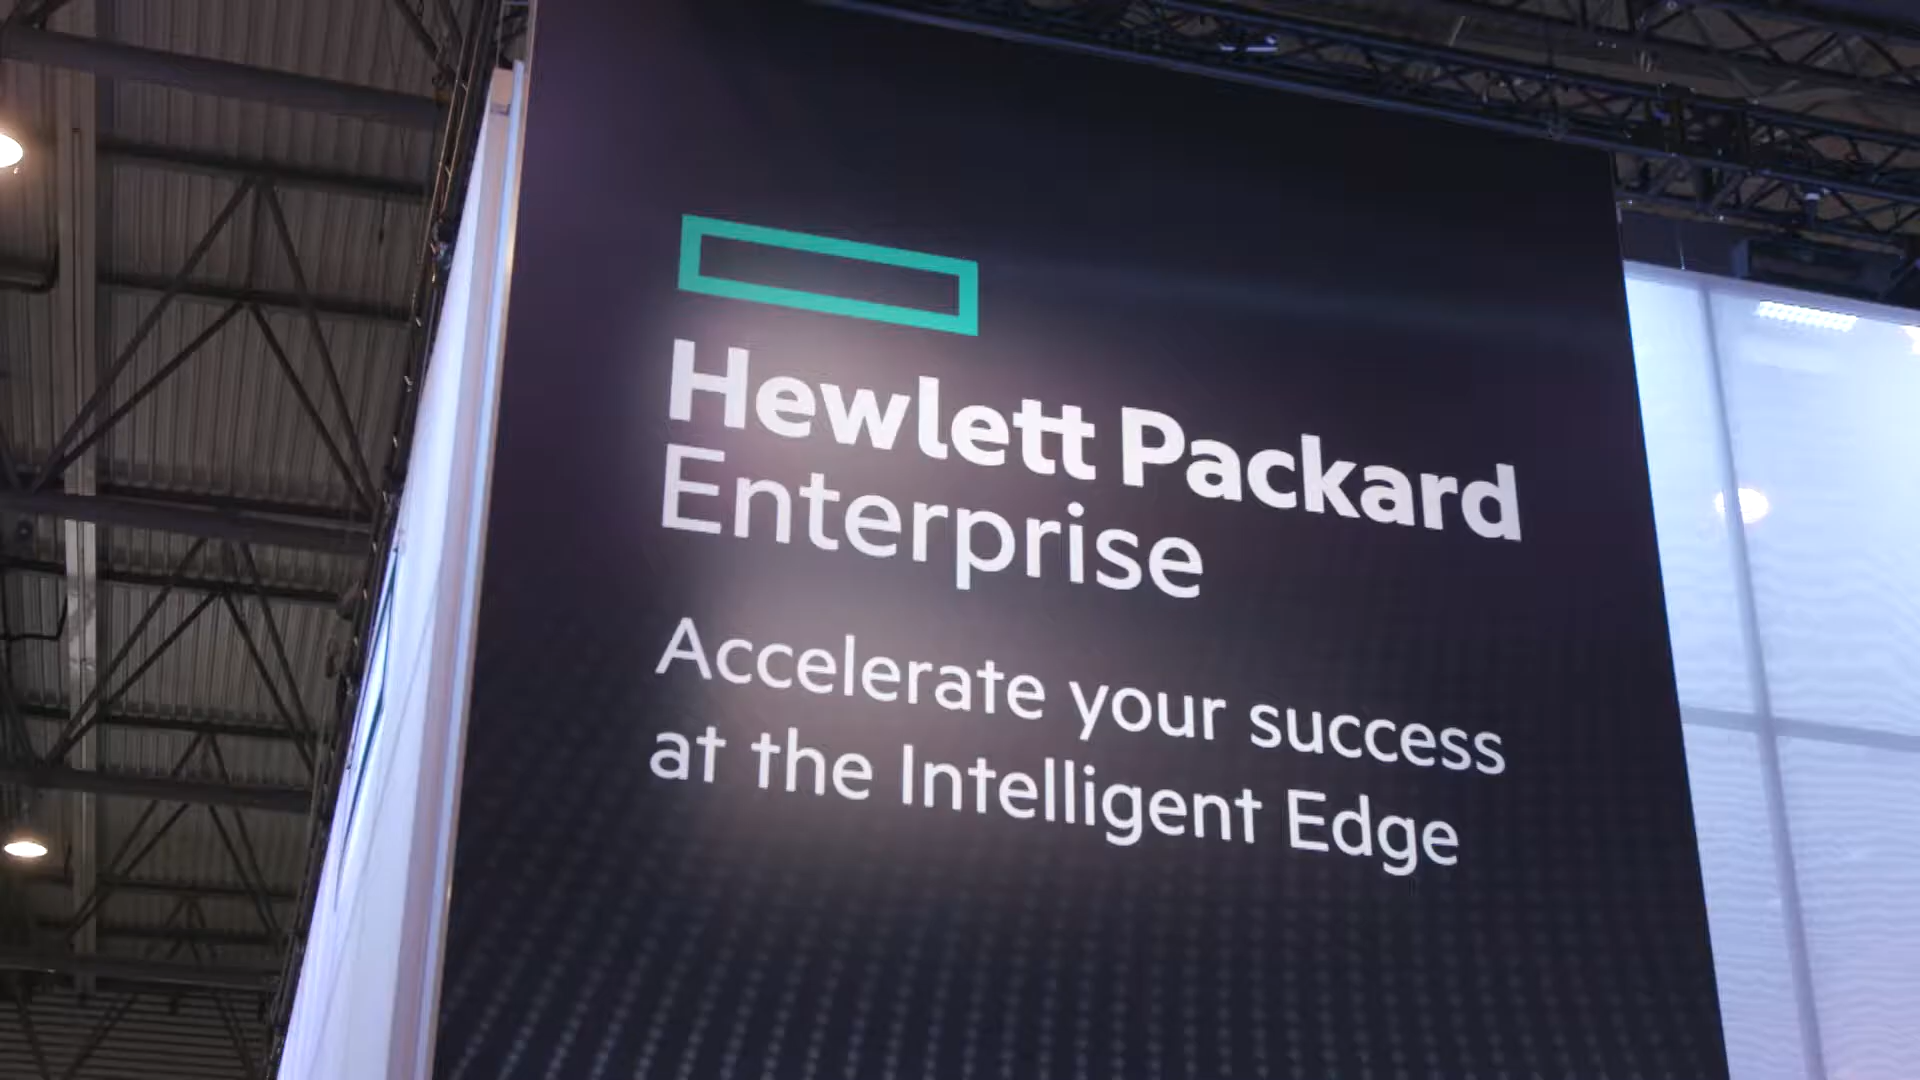 Hewlett Packard
Enterprise
Accelerate your success
at the Intelligent Edge